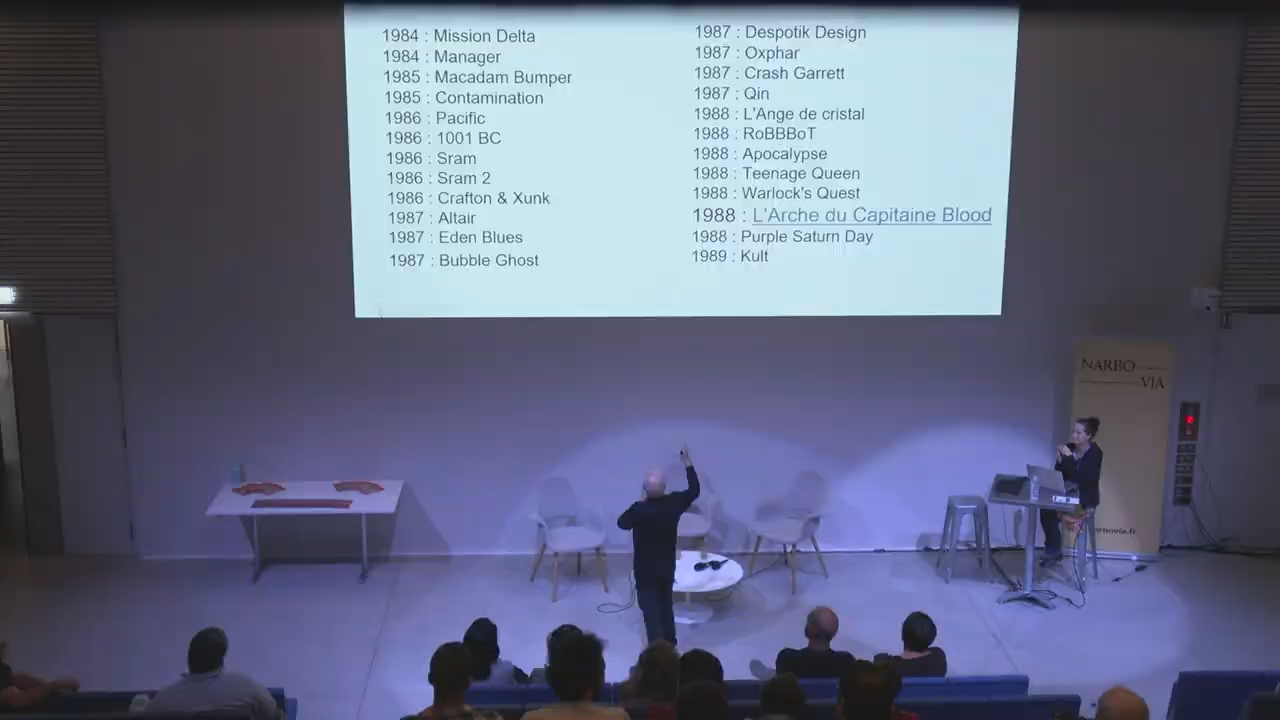 1984 : Mission Delta
1984 : Manager
1985 : Macadam Bumper
1985 : Contamination
1986 : Pacific
1986 : 1001 BC
1986 : Sram
1986 : Sram 2
1986 : Crafton & Xunk
1987 : Altair
1987 : Eden Blues
1987 : Bubble Ghost
1987 : Despotik Design
1987 : Oxphar
1987 : Crash Garrett
1987 : Qin
1988 : L'Ange de cristal
1988 : RoBBBoT
1988 : Apocalypse
1988 : Teenage Queen
1988 : Warlock's Quest
1988 : L'Arche du Capitaine Blood
1988 : Purple Saturn Day
1989 : Kult
NARBO
VIA